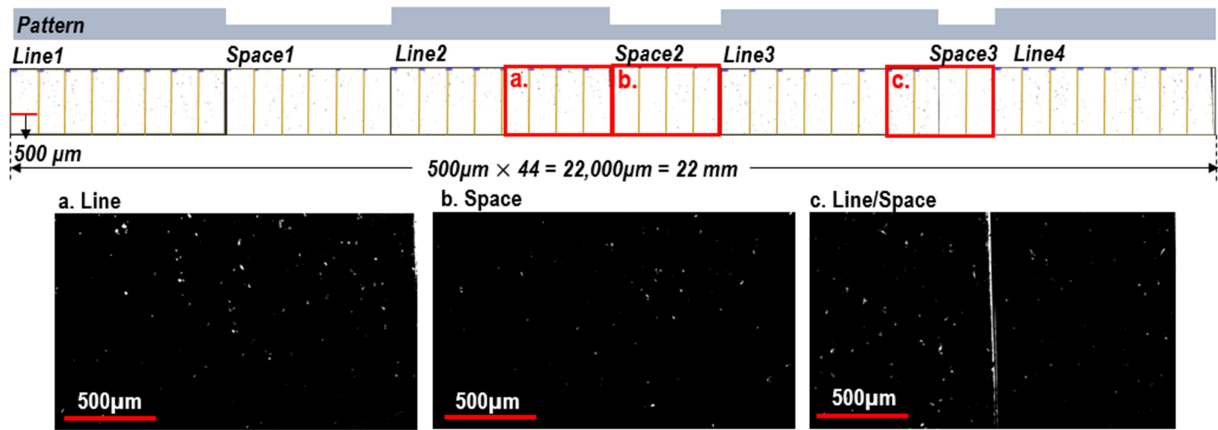 Pattern
Line1 Space1 Line2 Space2 Line3 Space3 Line4
a. b. c.
500 μm
500μm × 44 = 22,000μm = 22 mm
a. Line b. Space c. Line/Space
500μm 500μm 500μm